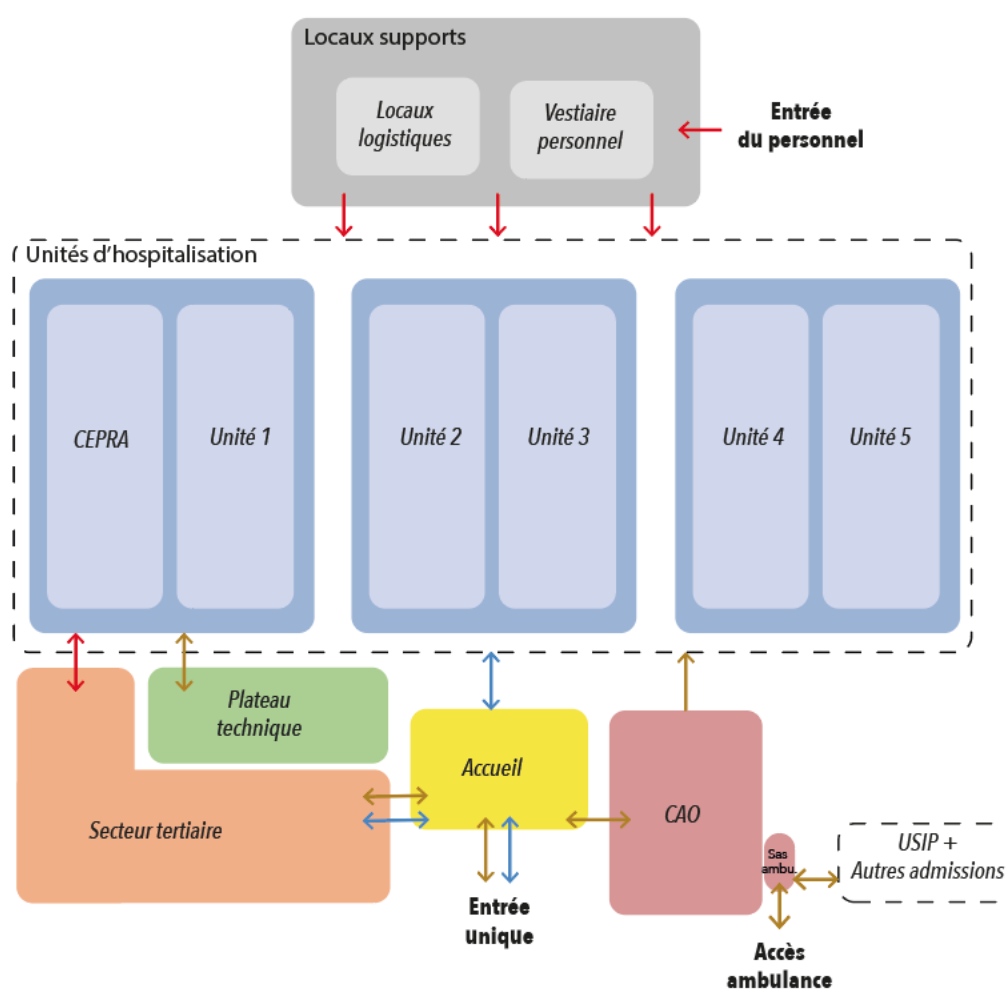 Locaux supports
Locaux
logistiques
Vestiaire
personnel
Entrée
du personnel
Unités d'hospitalisation
CEPRA
Unité 1
Unité 2
Unité 3
Unité 4
Unité 5
Plateau
technique
Secteur tertiaire
Accueil
CAO
Sas
ambu.
USIP +
Autres admissions
Entrée
unique
Accès
ambulance